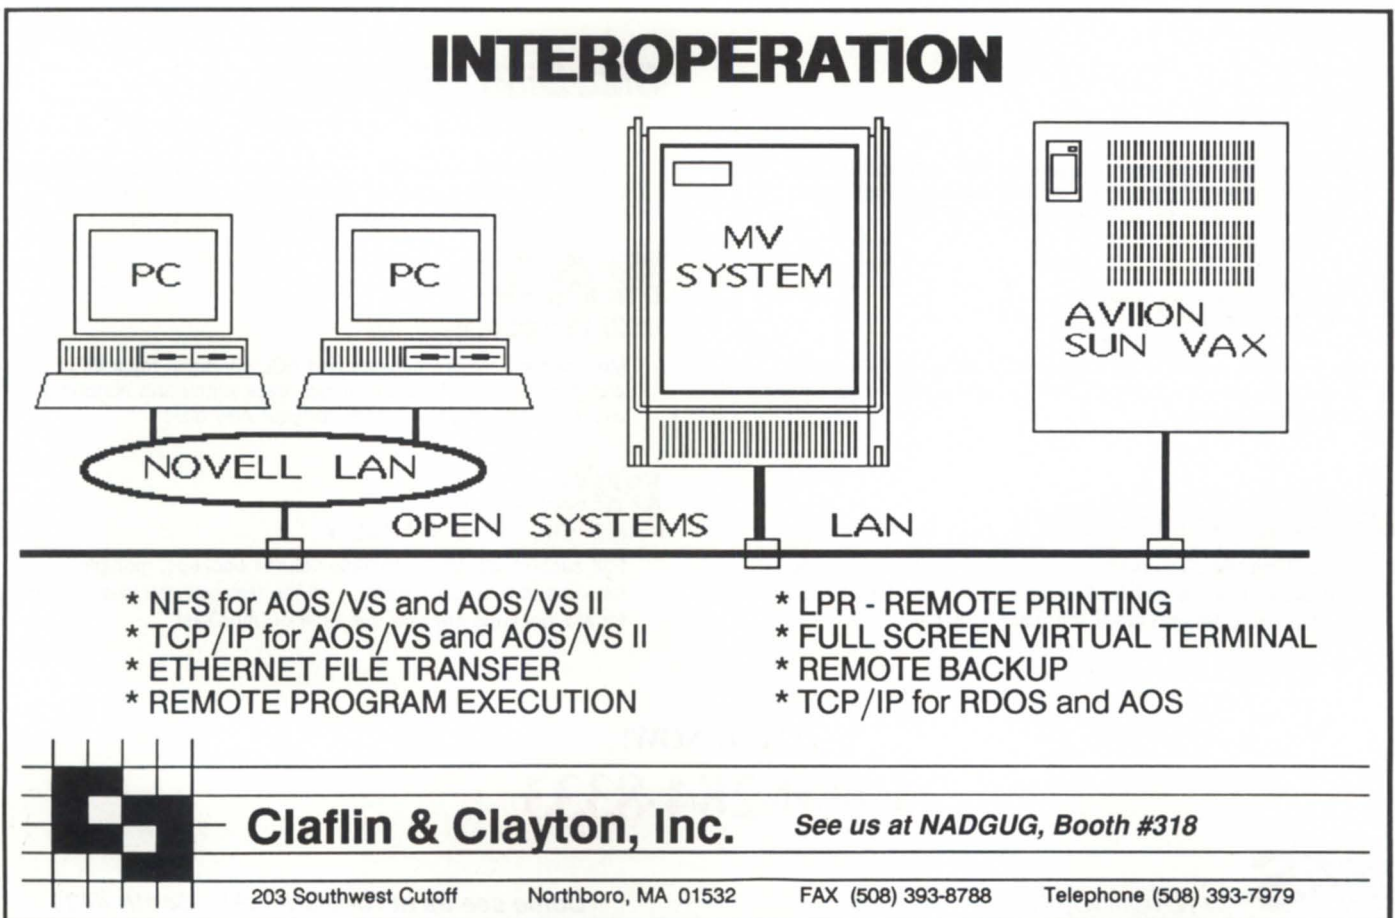 INTEROPERATION
PC
PC
MV
SYSTEM
AVIION
SUN VAX
NOVELL LAN
OPEN SYSTEMS LAN
* NFS for AOS/VS and AOS/VS II
* TCP/IP for AOS/VS and AOS/VS II
* ETHERNET FILE TRANSFER
* REMOTE PROGRAM EXECUTION
* LPR - REMOTE PRINTING
* FULL SCREEN VIRTUAL TERMINAL
* REMOTE BACKUP
* TCP/IP for RDOS and AOS
Claflin & Clayton, Inc.
See us at NADGUG, Booth #318
203 Southwest Cutoff Northboro, MA 01532 FAX (508) 393-8788 Telephone (508) 393-7979